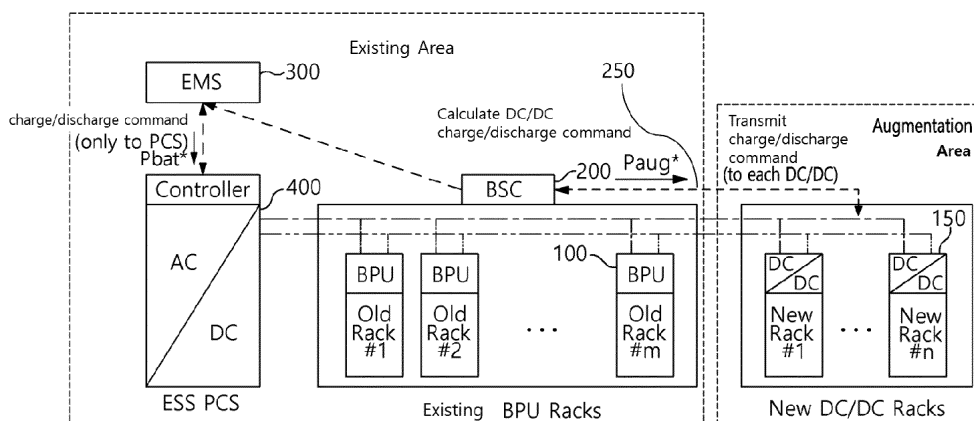 Existing Area
EMS
300
250
charge/discharge command
(only to PCS)
Pbat*
Calculate DC/DC
charge/discharge command
Transmit
charge/discharge
command
(to each DC/DC)
Augmentation
Area
Controller
400
BSC
200
Paug*
AC
DC
100
150
BPU
Old
Rack
#1
BPU
Old
Rack
#2
...
BPU
Old
Rack
#m
DC
DC
New
Rack
#1
...
DC
DC
New
Rack
#n
ESS PCS
Existing BPU Racks
New DC/DC Racks